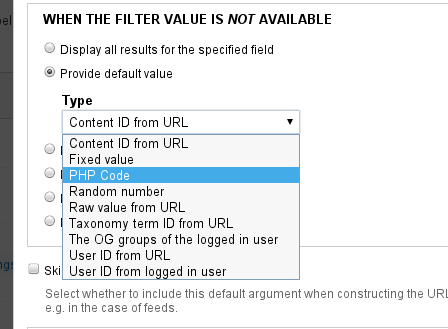 WHEN THE FILTER VALUE IS NOT AVAILABLE
Display all results for the specified field
Provide default value
Type
Content ID from URL
Content ID from URL
Fixed value
PHP Code
Random number
Raw value from URL
Taxonomy term ID from URL
The OG groups of the logged in user
User ID from URL
User ID from logged in user
Select whether to include this default argument when constructing the URL
e.g. in the case of feeds.